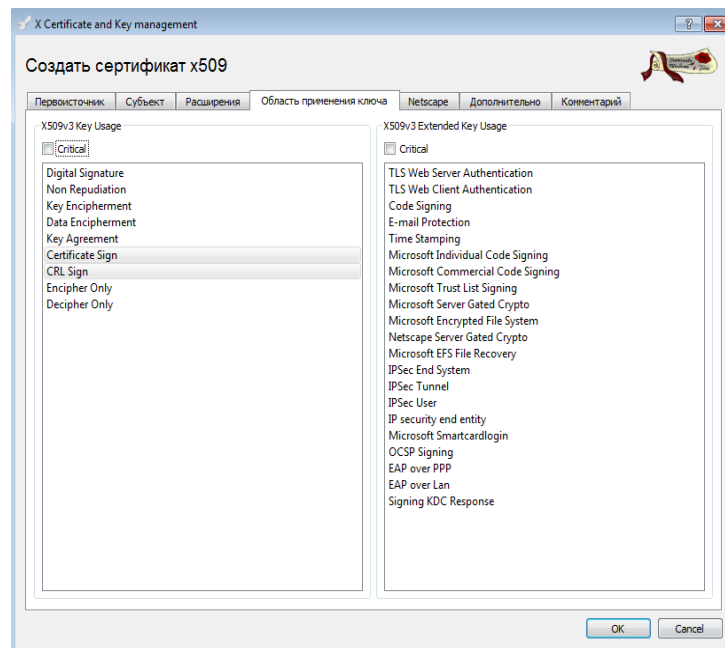 X Certificate and Key management
Создать сертификат x509
Первоисточник Субъект Расширения Область применения ключа Netscape Дополнительно Комментарий
X509v3 Key Usage
Critical
Digital Signature
Non Repudiation
Key Encipherment
Data Encipherment
Key Agreement
Certificate Sign
CRL Sign
Encipher Only
Decipher Only
X509v3 Extended Key Usage
Critical
TLS Web Server Authentication
TLS Web Client Authentication
Code Signing
E-mail Protection
Time Stamping
Microsoft Individual Code Signing
Microsoft Commercial Code Signing
Microsoft Trust List Signing
Microsoft Server Gated Crypto
Microsoft Encrypted File System
Netscape Server Gated Crypto
Microsoft EFS File Recovery
IPSec End System
IPSec Tunnel
IPSec User
IP security end entity
Microsoft Smartcardlogin
OCSP Signing
EAP over PPP
EAP over Lan
Signing KDC Response
OK Cancel